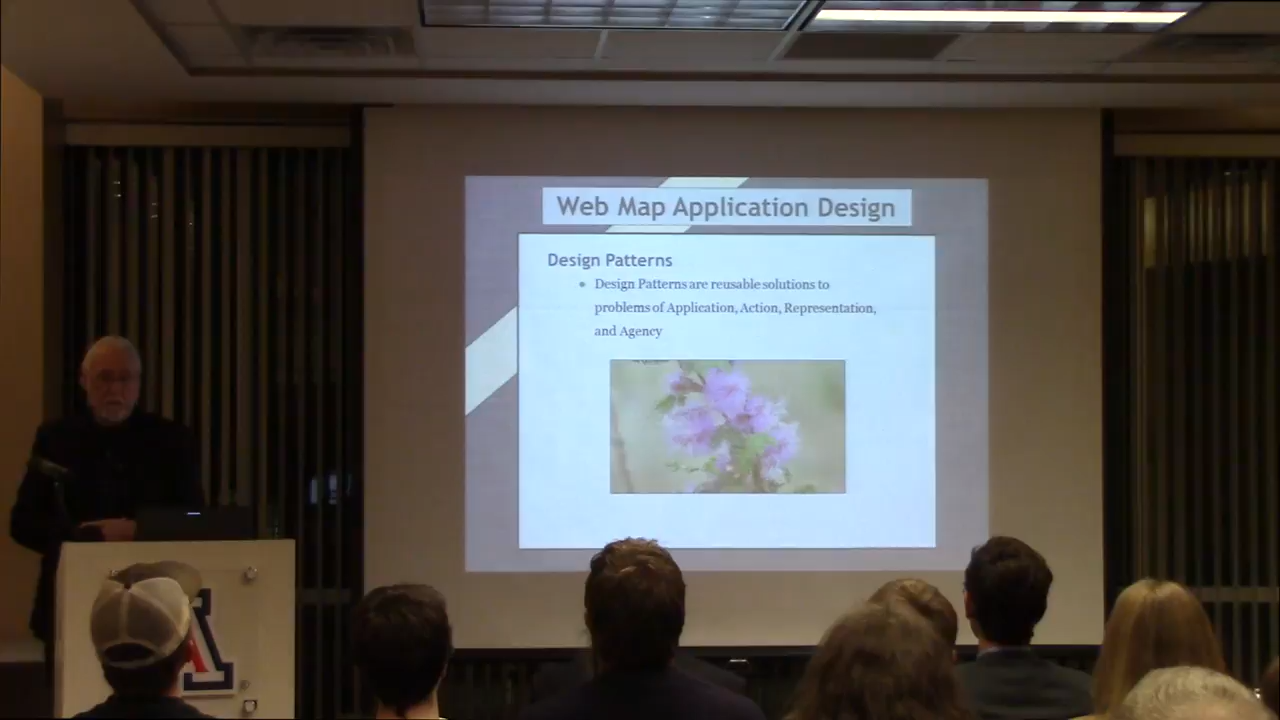 Web Map Application Design
Design Patterns
• Design Patterns are reusable solutions to
problems of Application, Action, Representation,
and Agency
A